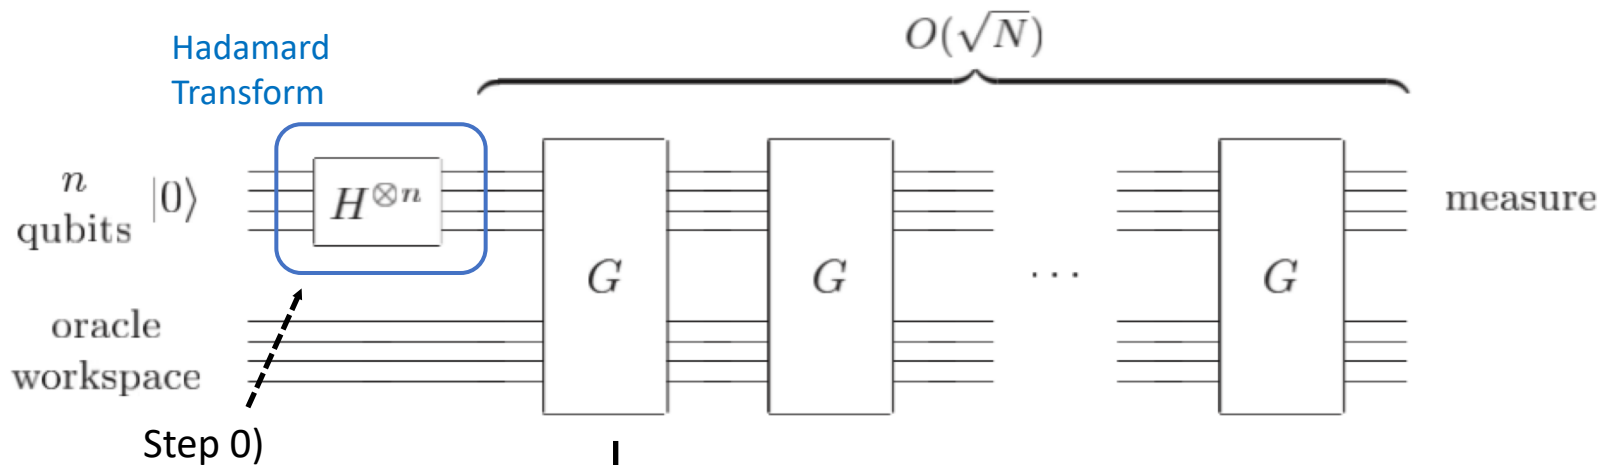 Hadamard
Transform
O(√N)
n
qubits
|0⟩
H⊗n
G
G
···
G
measure
oracle
workspace
Step 0)